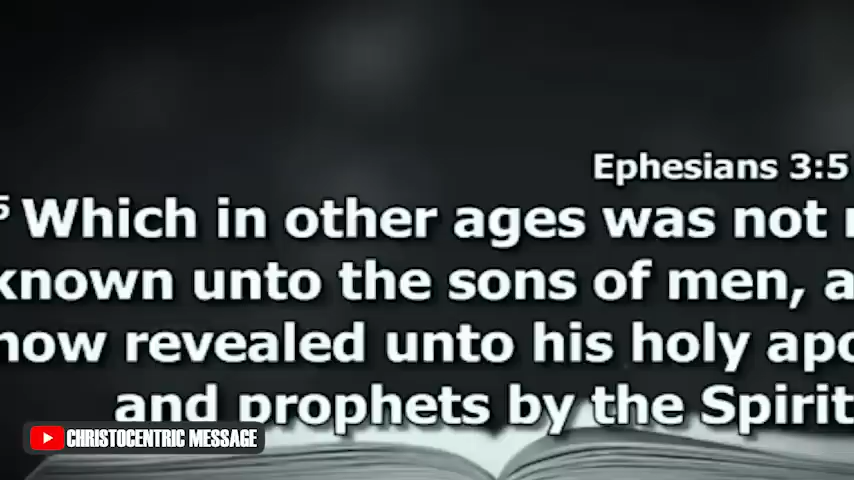 Ephesians 3:5
5 Which in other ages was not
known unto the sons of men,
now revealed unto his holy
and prophets by the Spirit
CHRISTOCENTRIC MESSAGE